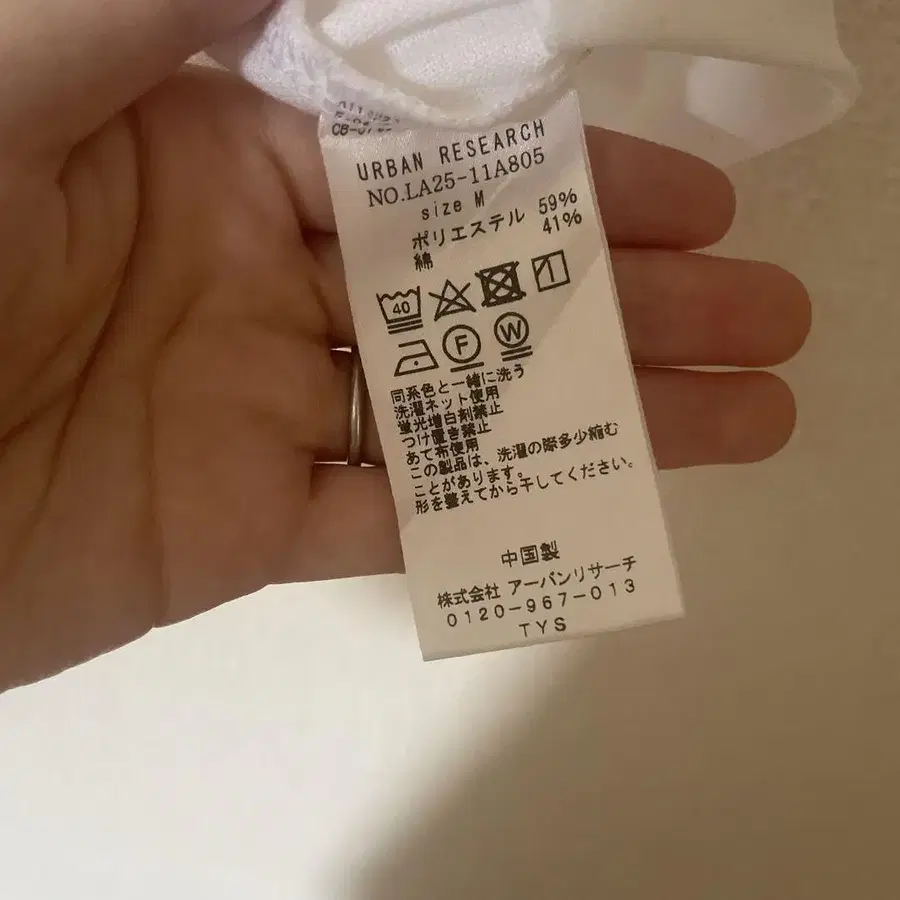 URBAN RESEARCH
NO.LA25-11A805
size M
ポリエステル 59%
綿 41%
40
F W
同系色と一緒に洗う
洗濯ネット使用
蛍光増白剤禁止
つけ置き禁止
あて布使用
この製品は、洗濯の際多少縮む
ことがあります。
形を整えてから干してください。
中国製
株式会社 アーバンリサーチ
0120-967-013
TYS